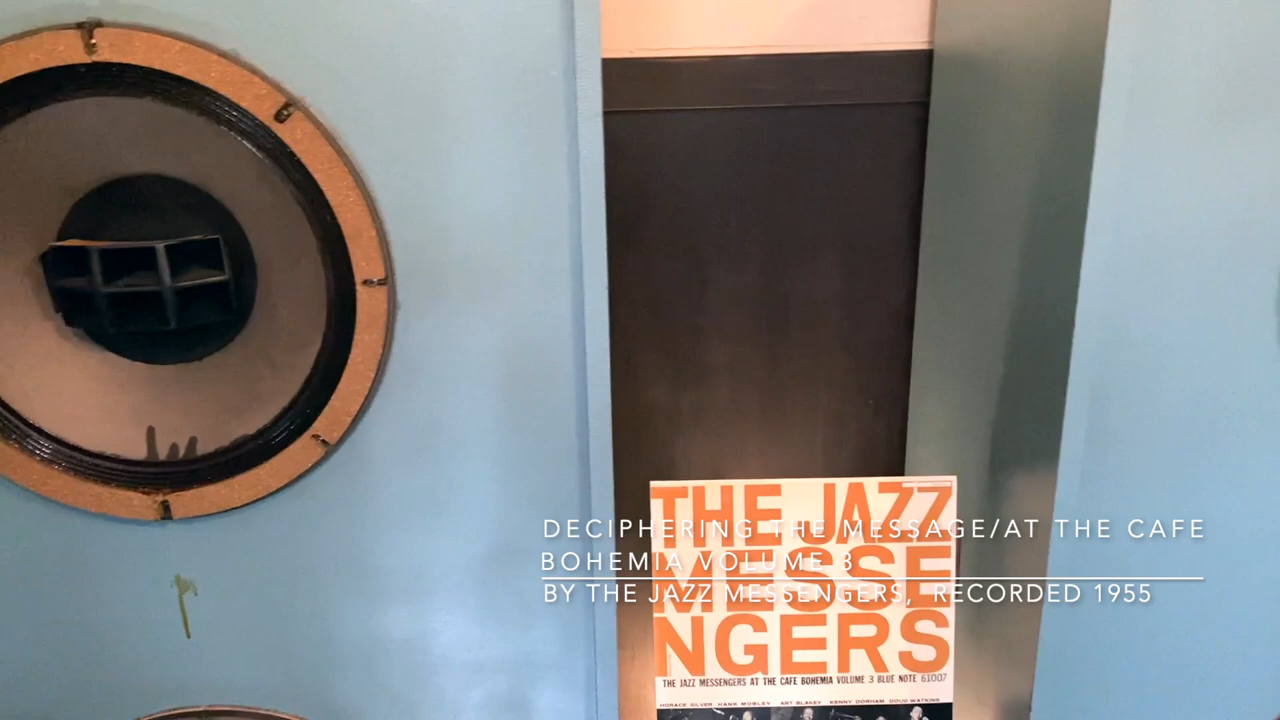 THE JAZZ
MESSE
NGERS
THE JAZZ MESSENGERS AT THE CAFE BOHEMIA VOLUME 3 BLUE NOTE 61007
HORACE SILVER HANK MOBLEY ART BLAKEY KENNY DORHAM DOUG WATKINS
DECIPHERING THE MESSAGE/AT THE CAFE
BOHEMIA VOLUME 3
BY THE JAZZ MESSENGERS, RECORDED 1955